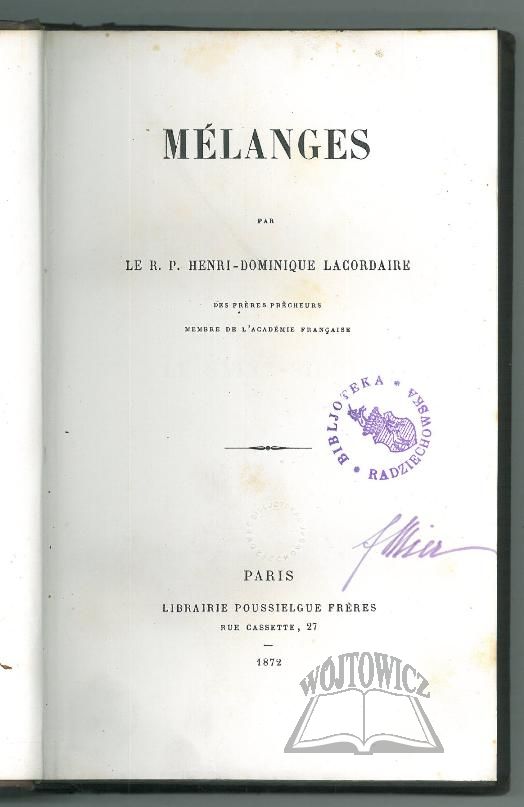 MÉLANGES
PAR
LE R. P. HENRI-DOMINIQUE LACORDAIRE
DES FRÈRES PRÊCHEURS
MEMBRE DE L'ACADÉMIE FRANÇAISE
BIBLJOTEKA * RADZIECHOWSKA *
PARIS
LIBRAIRIE POUSSIELGUE FRÈRES
RUE CASSETTE, 27
1872
WÓJTOWICZ